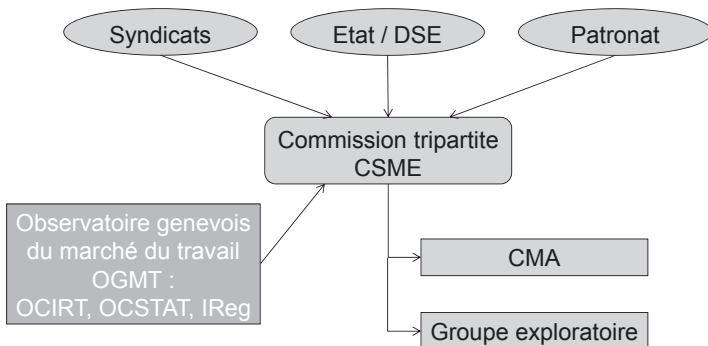 Syndicats
Etat / DSE
Patronat
Commission tripartite
CSME
Observatoire genevois
du marché du travail
OGMT :
OCIRT, OCSTAT, IReg
CMA
Groupe exploratoire